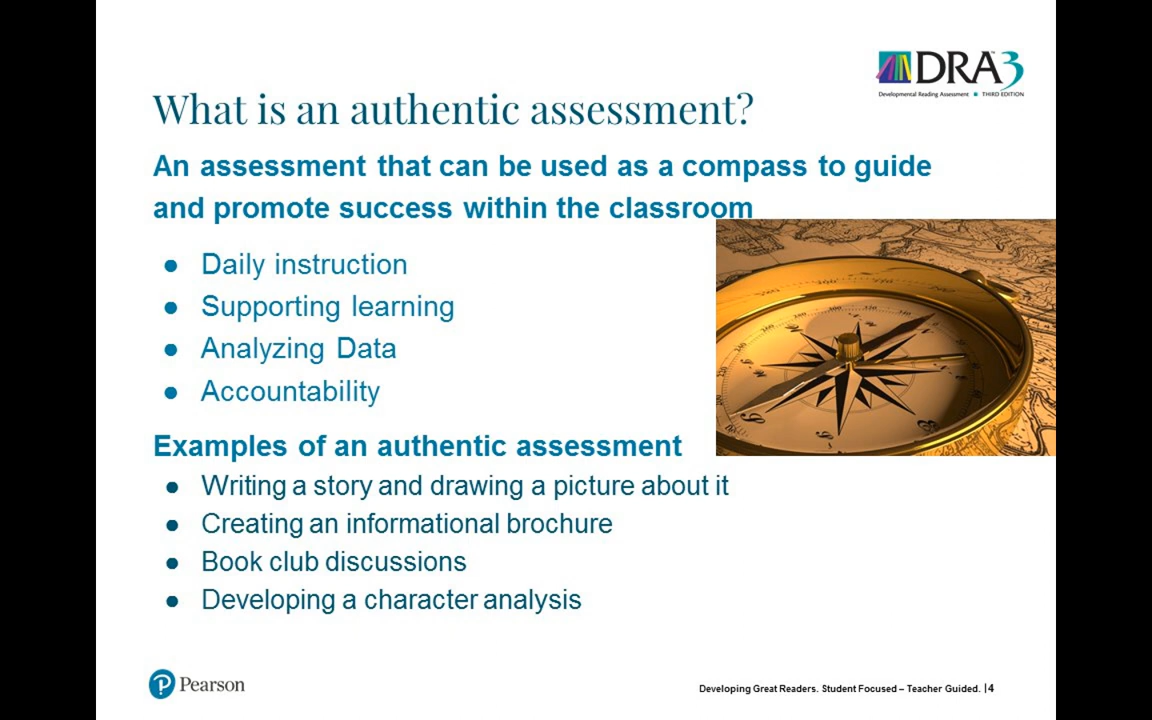 DRA3
Developmental Reading Assessment ■ THIRD EDITION
What is an authentic assessment?
An assessment that can be used as a compass to guide
and promote success within the classroom
● Daily instruction
● Supporting learning
● Analyzing Data
● Accountability
Examples of an authentic assessment
● Writing a story and drawing a picture about it
● Creating an informational brochure
● Book club discussions
● Developing a character analysis
Pearson
Developing Great Readers. Student Focused – Teacher Guided. |4